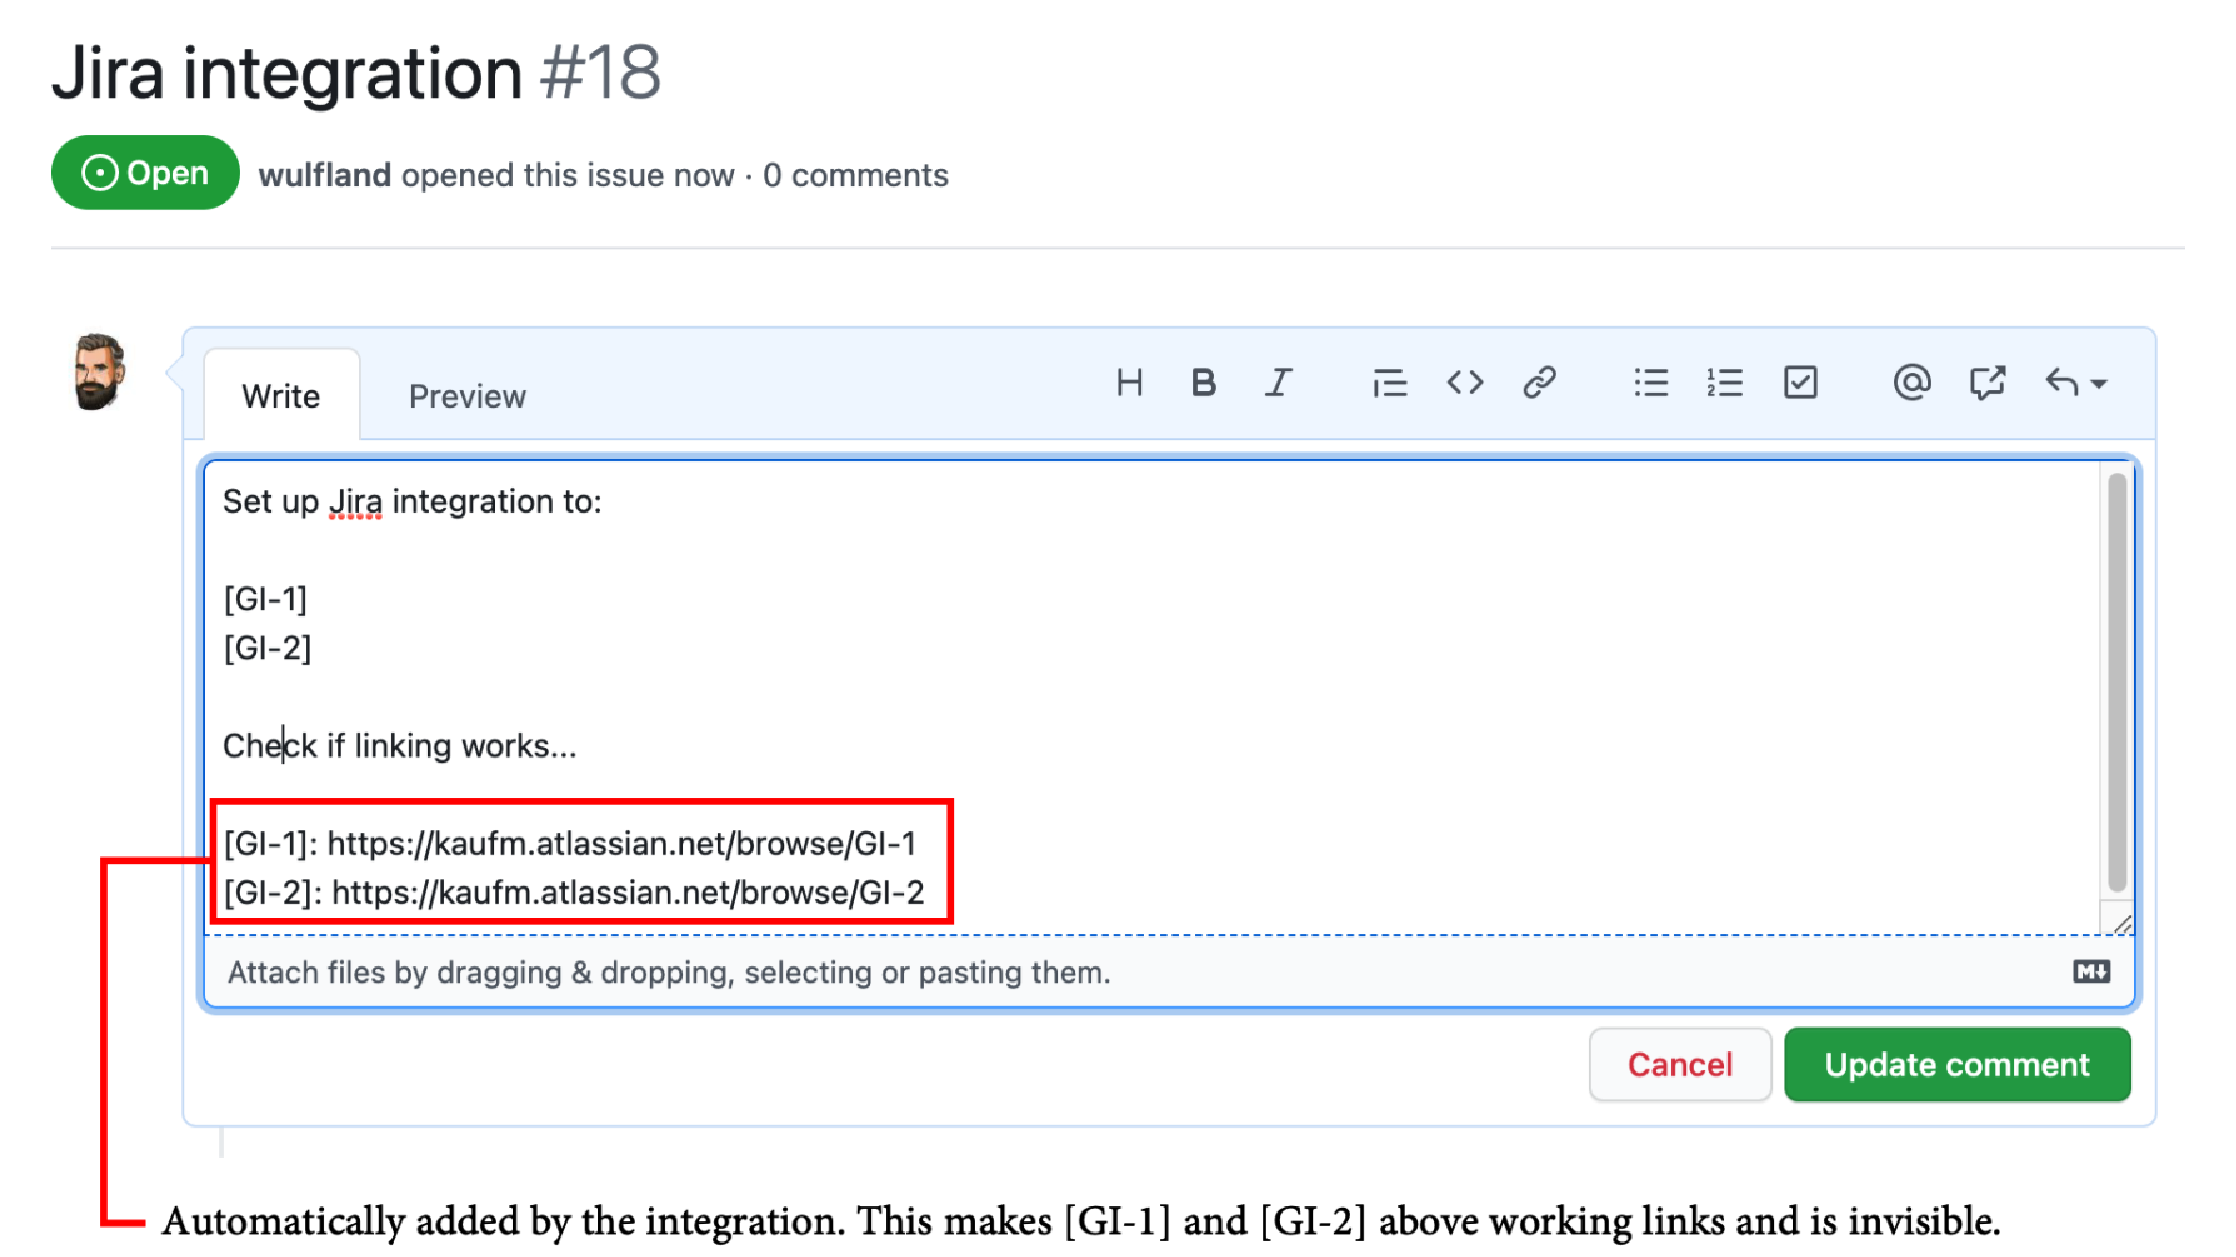 Jira integration #18
Open wulfland opened this issue now · 0 comments
Write Preview H B I
Set up Jira integration to:
[GI-1]
[GI-2]
Check if linking works...
[GI-1]: https://kaufm.atlassian.net/browse/GI-1
[GI-2]: https://kaufm.atlassian.net/browse/GI-2
Attach files by dragging & dropping, selecting or pasting them.
Cancel Update comment
Automatically added by the integration. This makes [GI-1] and [GI-2] above working links and is invisible.